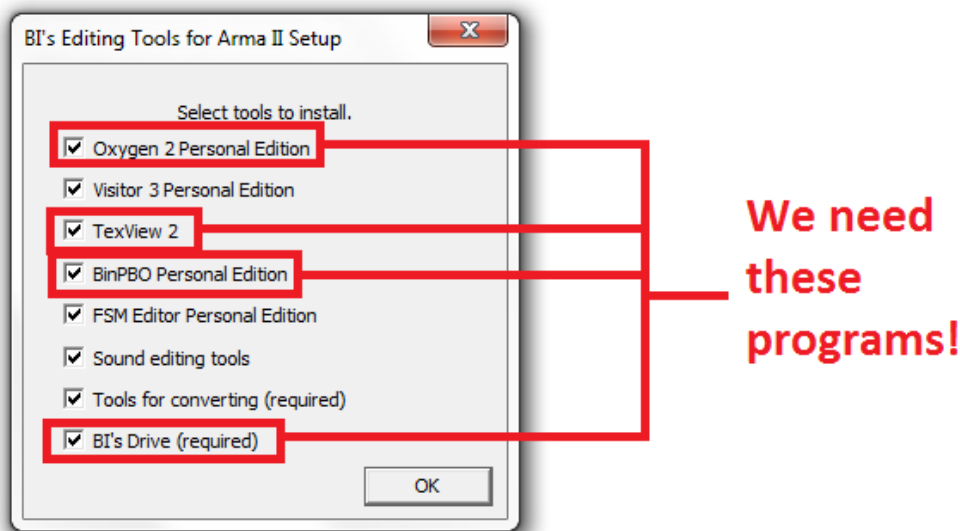 BI's Editing Tools for Arma II Setup
Select tools to install.
Oxygen 2 Personal Edition
Visitor 3 Personal Edition
TexView 2
BinPBO Personal Edition
FSM Editor Personal Edition
Sound editing tools
Tools for converting (required)
BI's Drive (required)
OK
We need
these
programs!